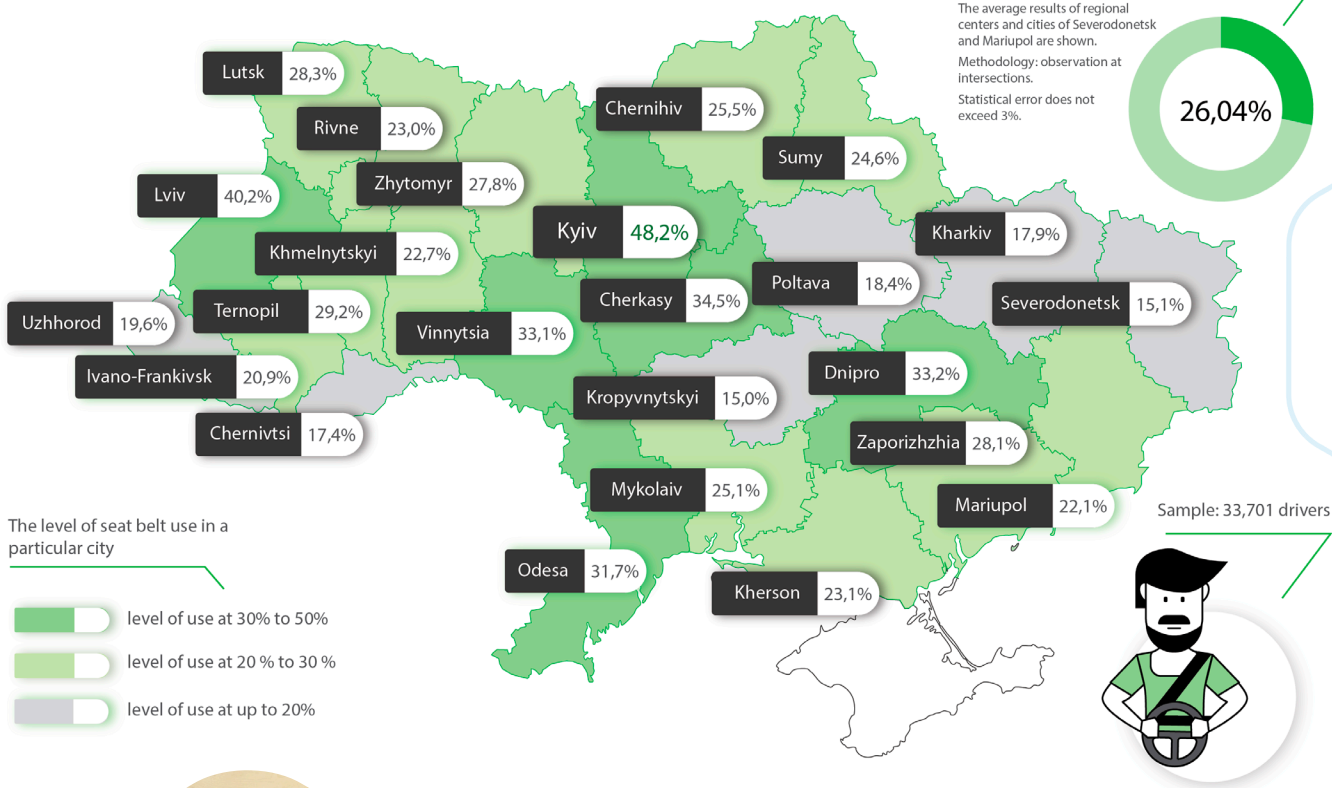 The average results of regional
centers and cities of Severodonetsk
and Mariupol are shown.
Methodology: observation at
intersections.
Statistical error does not
exceed 3%.
26,04%
Lutsk 28,3%
Rivne 23,0%
Chernihiv 25,5%
Sumy 24,6%
Zhytomyr 27,8%
Lviv 40,2%
Kyiv 48,2%
Kharkiv 17,9%
Khmelnytskyi 22,7%
Poltava 18,4%
Cherkasy 34,5%
Severodonetsk 15,1%
Ternopil 29,2%
Uzhhorod 19,6%
Vinnytsia 33,1%
Ivano-Frankivsk 20,9%
Dnipro 33,2%
Kropyvnytskyi 15,0%
Chernivtsi 17,4%
Zaporizhzhia 28,1%
Mykolaiv 25,1%
Mariupol 22,1%
Sample: 33,701 drivers
The level of seat belt use in a
particular city
Odesa 31,7%
Kherson 23,1%
level of use at 30% to 50%
level of use at 20 % to 30 %
level of use at up to 20%